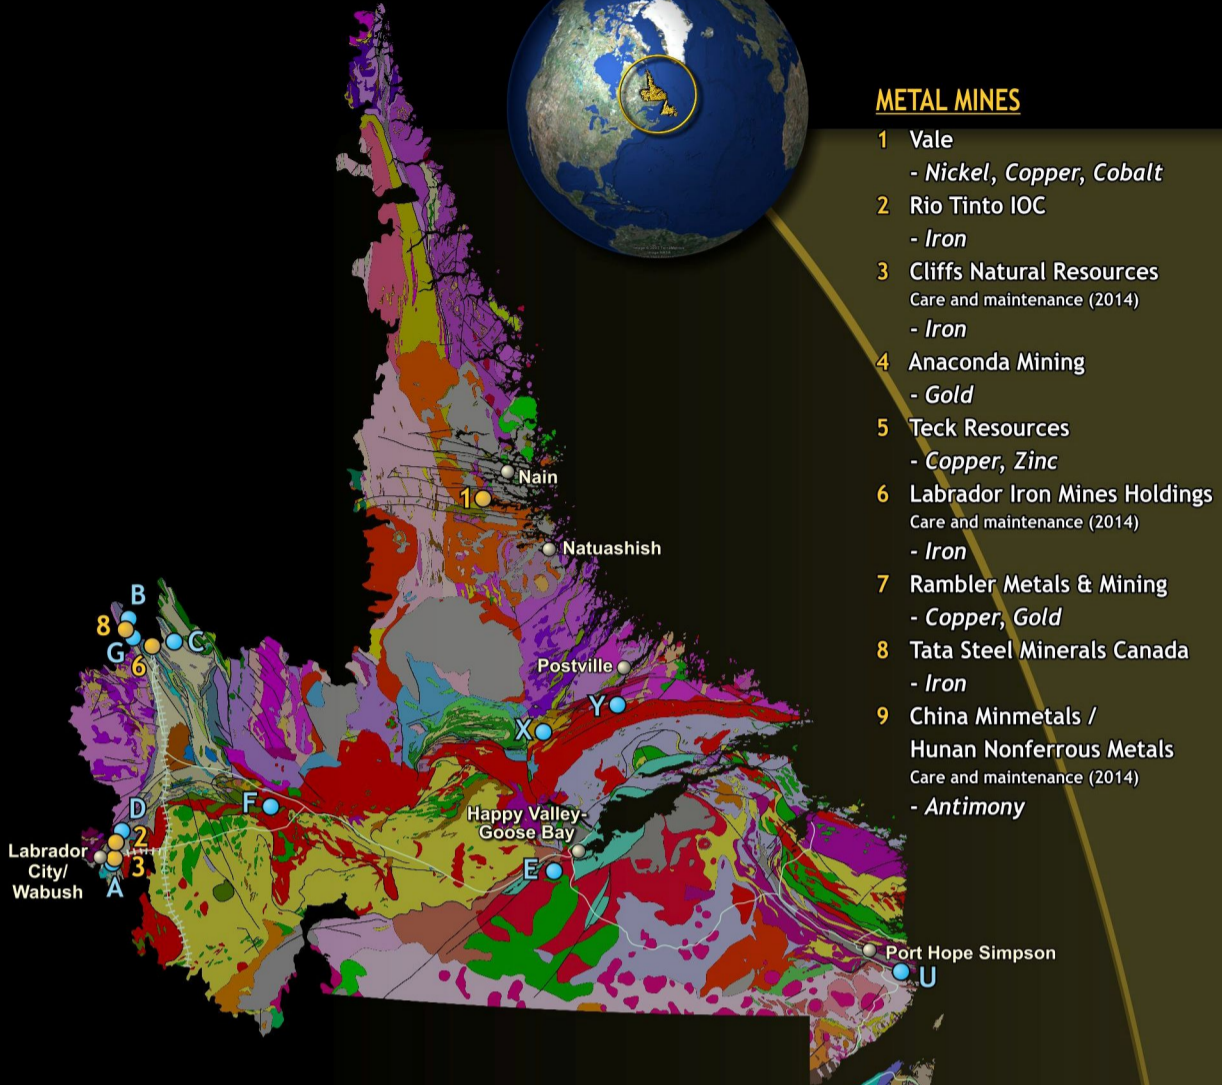 METAL MINES
1 Vale
- Nickel, Copper, Cobalt
2 Rio Tinto IOC
- Iron
3 Cliffs Natural Resources
Care and maintenance (2014)
- Iron
4 Anaconda Mining
- Gold
5 Teck Resources
- Copper, Zinc
6 Labrador Iron Mines Holdings
Care and maintenance (2014)
- Iron
7 Rambler Metals & Mining
- Copper, Gold
8 Tata Steel Minerals Canada
- Iron
9 China Minmetals /
Hunan Nonferrous Metals
Care and maintenance (2014)
- Antimony
Nain
1
Natuashish
B
8
G
C
6
Postville
Y
X
D
F
2
Happy Valley-
Goose Bay
Labrador
City/
Wabush
3
A
E
Port Hope Simpson
U